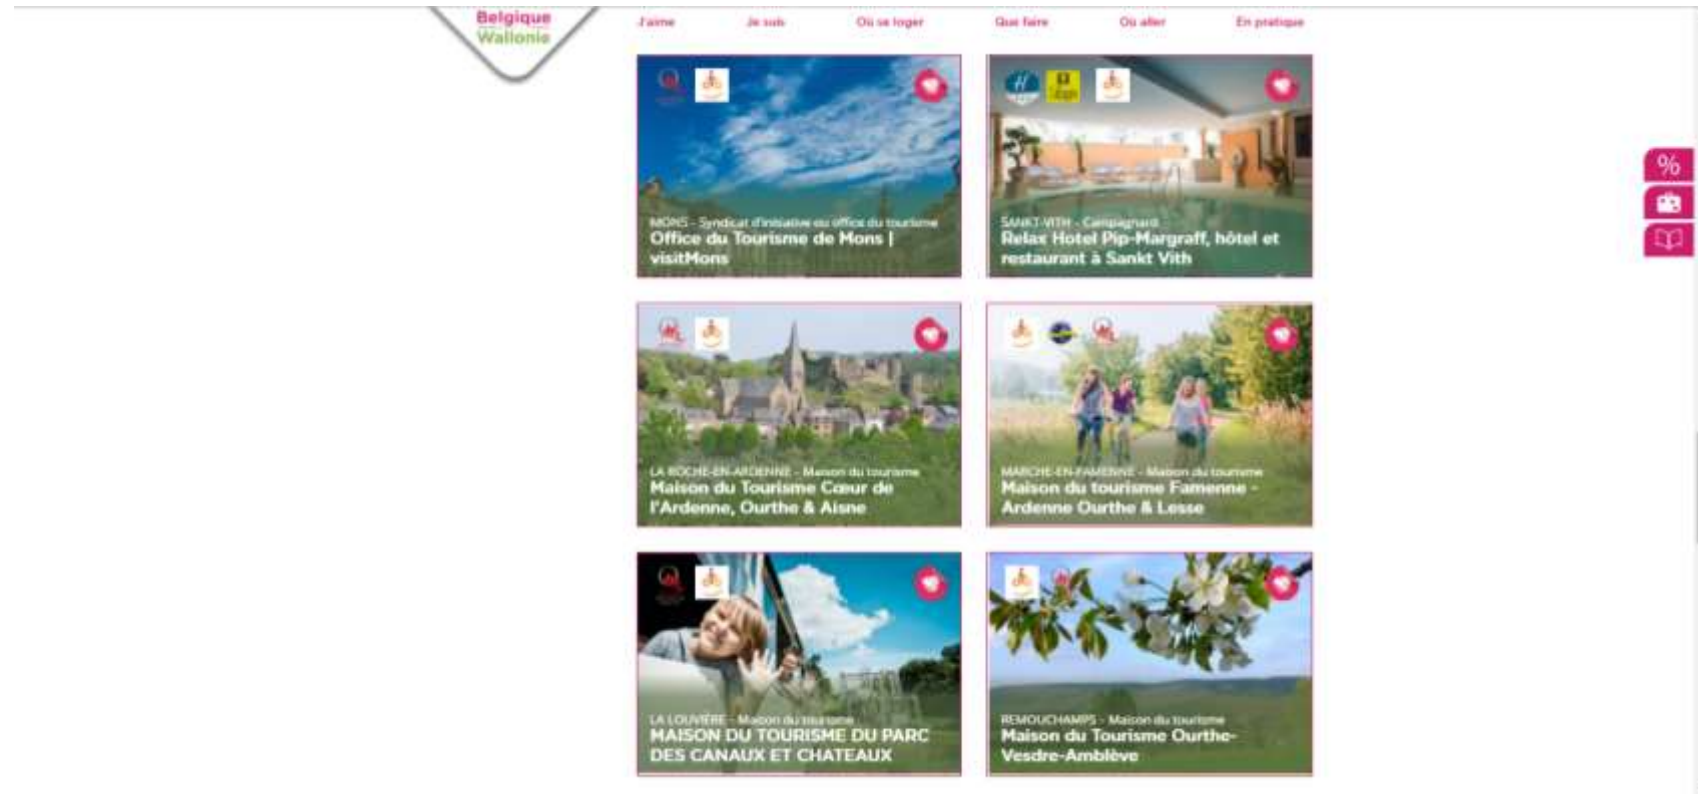 Belgique
Wallonie
J'aime
Je suis
Où se loger
Que faire
Où aller
En pratique
MONS - Syndicat d'initiative ou office du tourisme
Office du Tourisme de Mons |
visitMons
SANKT-VITH - Campagnard
Relax Hotel Pip-Margraff, hôtel et
restaurant à Sankt Vith
%
LA ROCHE-EN-ARDENNE - Maison du tourisme
Maison du Tourisme Cœur de
l'Ardenne, Ourthe & Aisne
MARCHE-EN-FAMENNE - Maison du tourisme
Maison du tourisme Famenne -
Ardenne Ourthe & Lesse
LA LOUVIÈRE - Maison du tourisme
MAISON DU TOURISME DU PARC
DES CANAUX ET CHATEAUX
REMOUCHAMPS - Maison du tourisme
Maison du Tourisme Ourthe-
Vesdre-Amblève